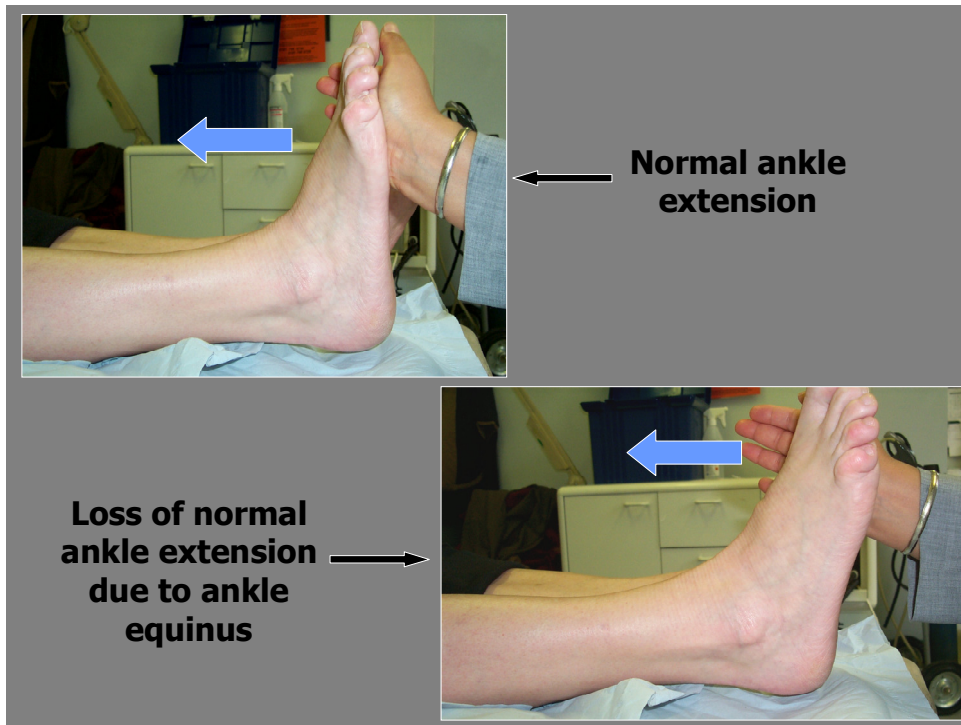 Normal ankle
extension
Loss of normal
ankle extension
due to ankle
equinus